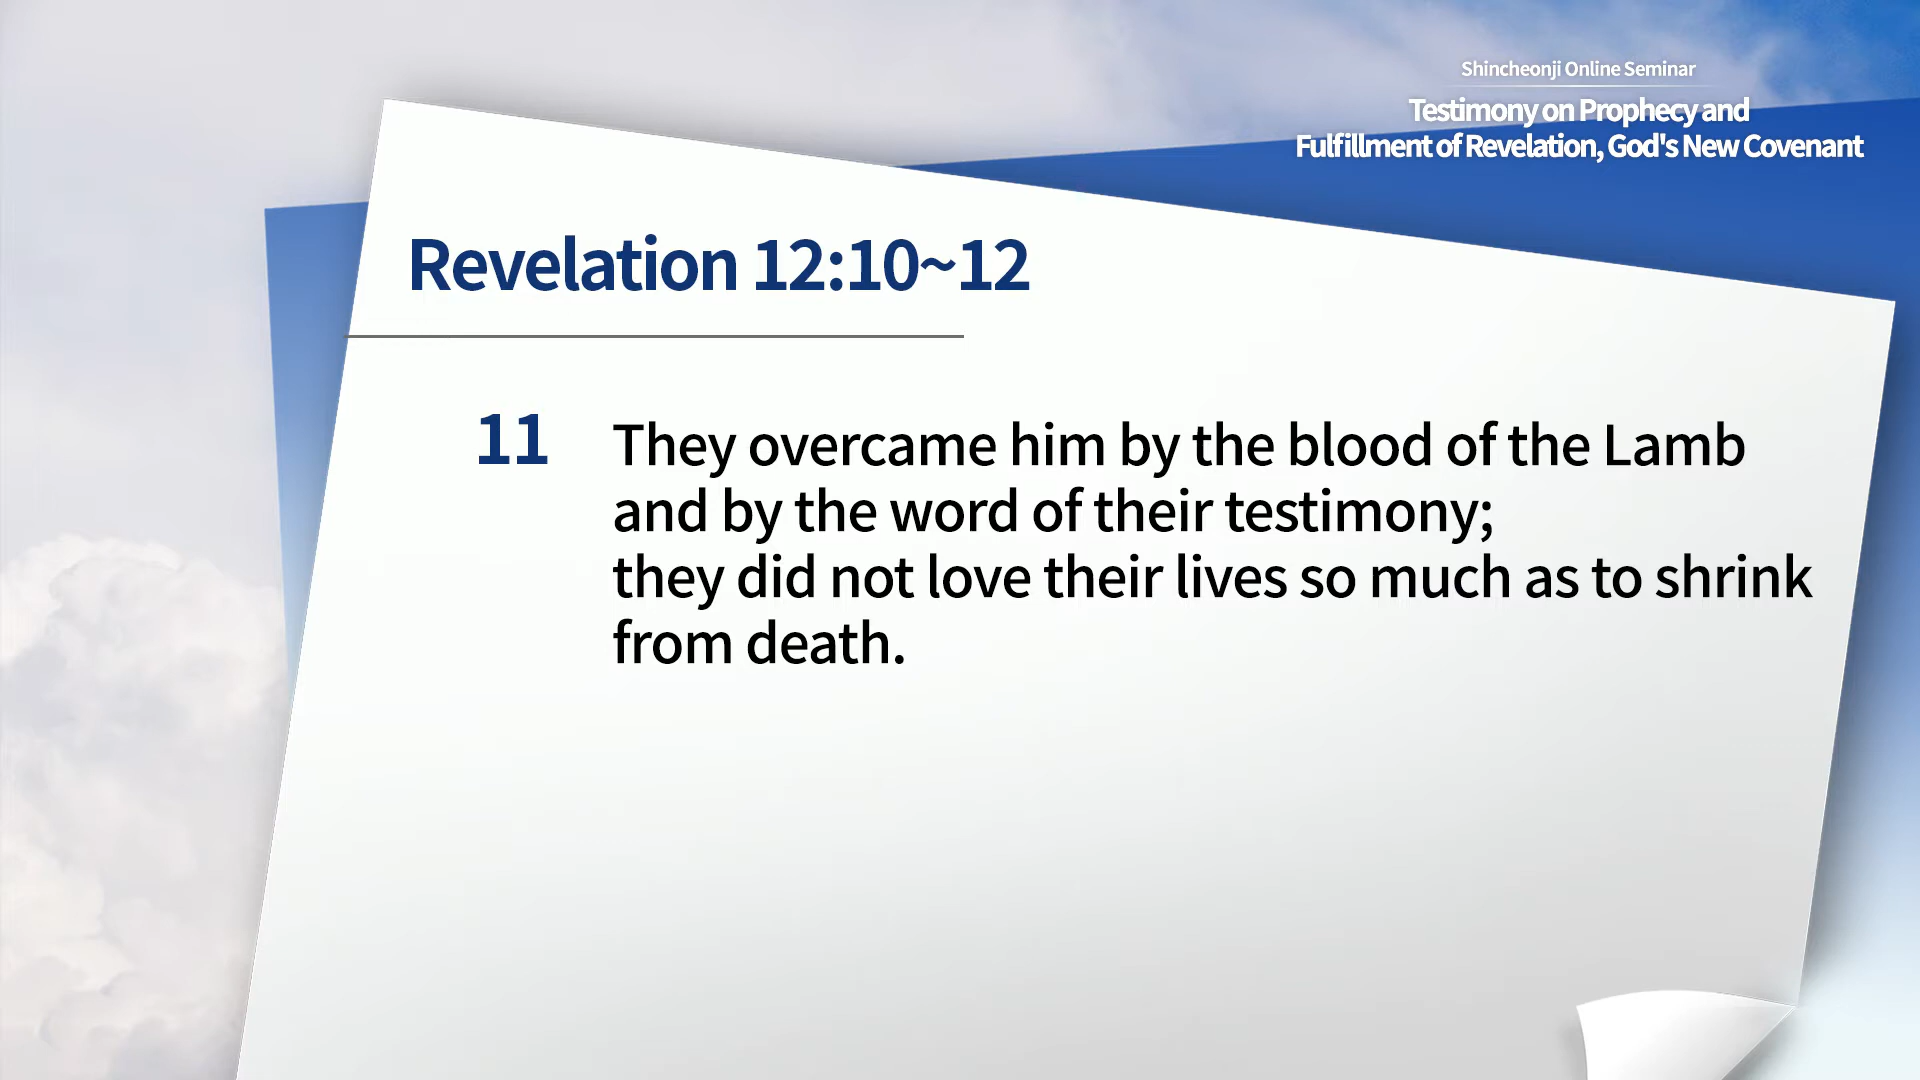 Shincheonji Online Seminar
Testimony on Prophecy and
Fulfillment of Revelation, God's New Covenant
Revelation 12:10~12
11 They overcame him by the blood of the Lamb
and by the word of their testimony;
they did not love their lives so much as to shrink
from death.